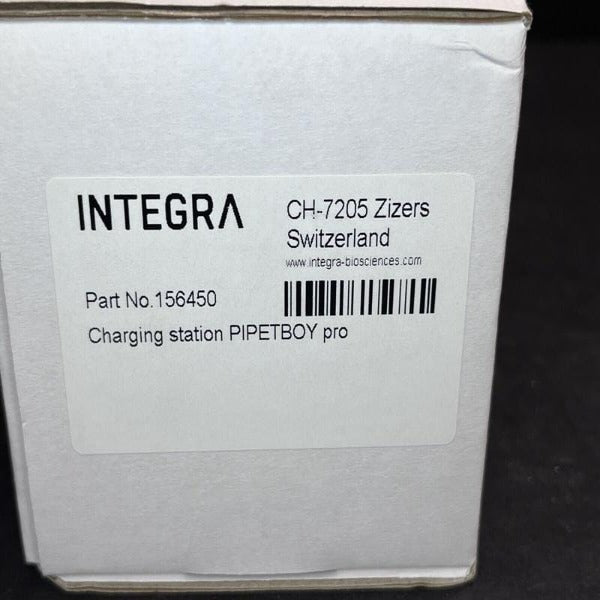 INTEGRA
CH-7205 Zizers
Switzerland
www.integra-biosciences.com
Part No.156450
Charging station PIPETBOY pro